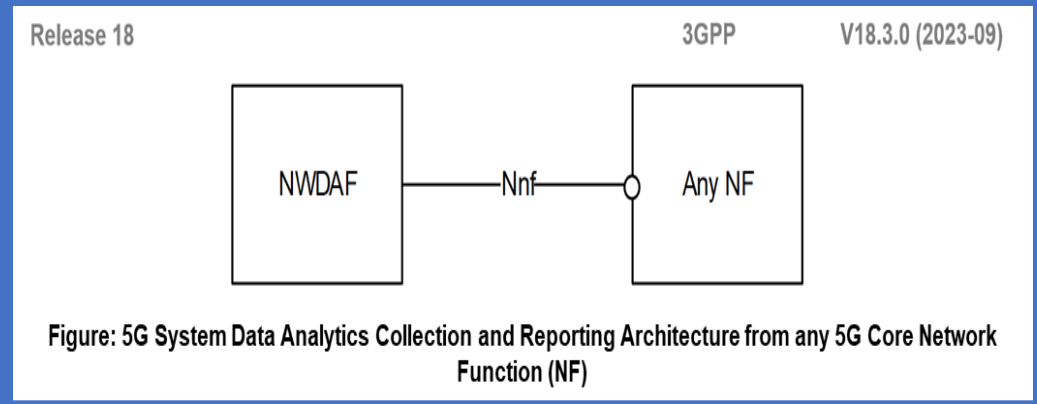 Release 18 3GPP V18.3.0 (2023-09)
NWDAF Nnf Any NF
Figure: 5G System Data Analytics Collection and Reporting Architecture from any 5G Core Network
Function (NF)